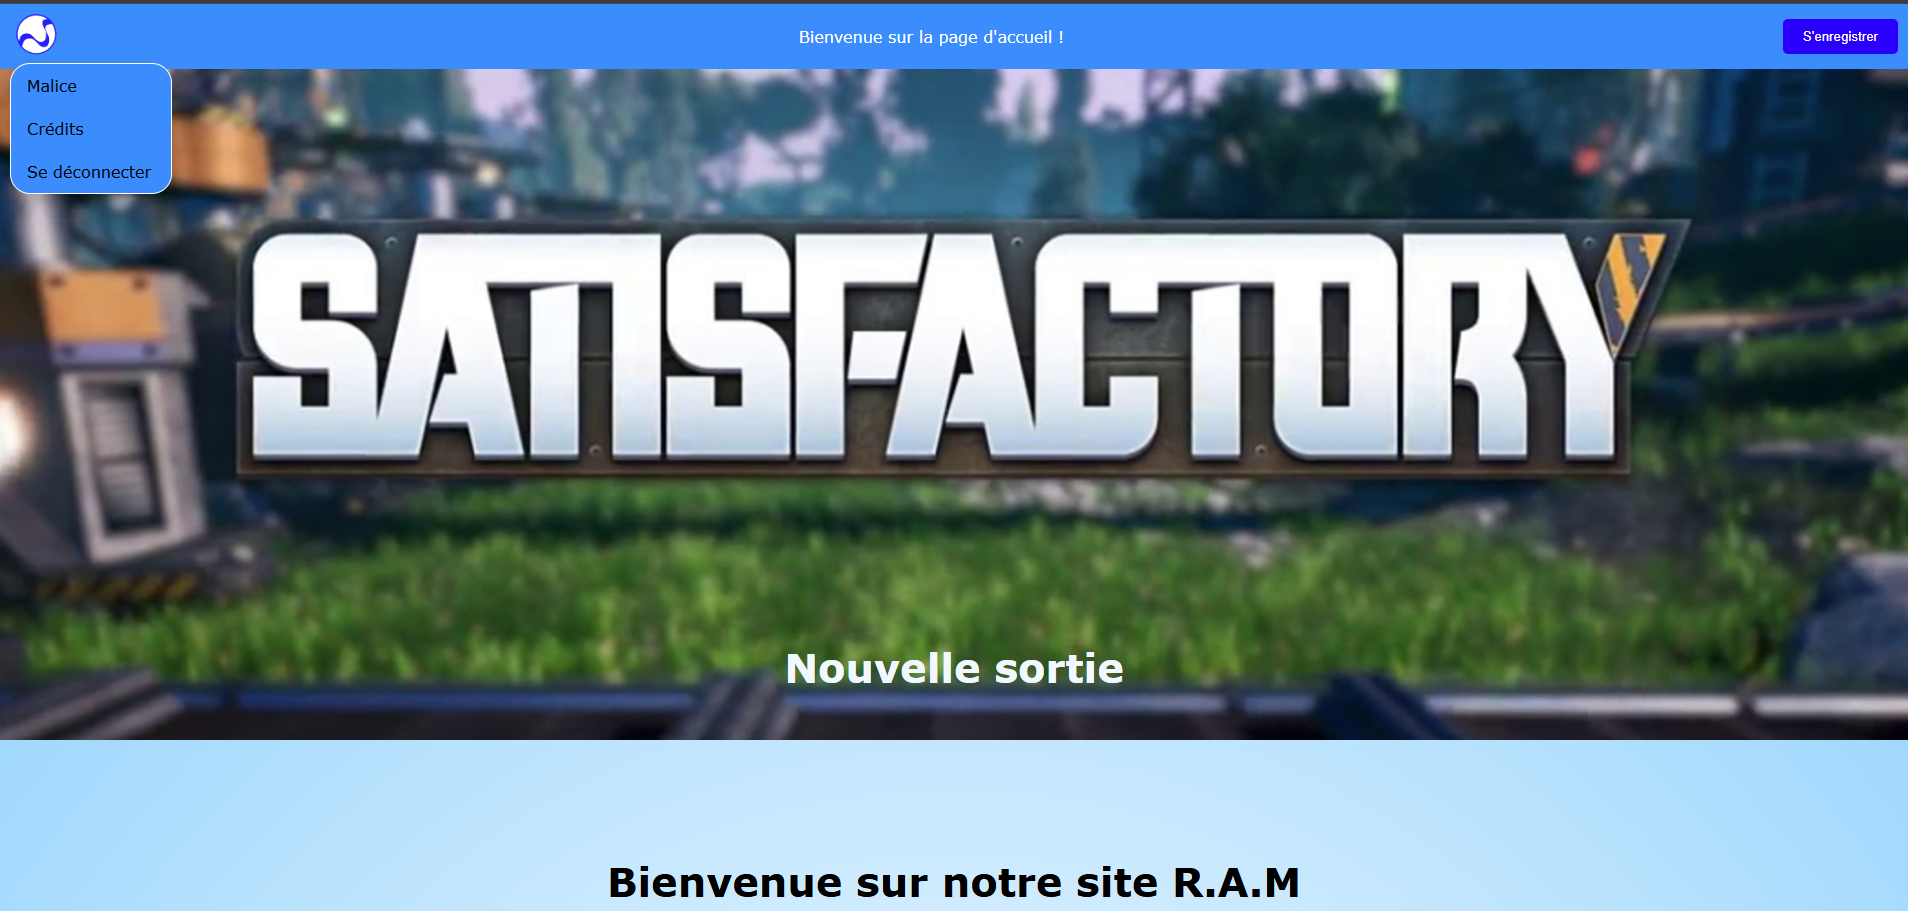 Bienvenue sur la page d'accueil !
S'enregistrer
Malice
Crédits
Se déconnecter
SATISFACTORY
Nouvelle sortie
Bienvenue sur notre site R.A.M